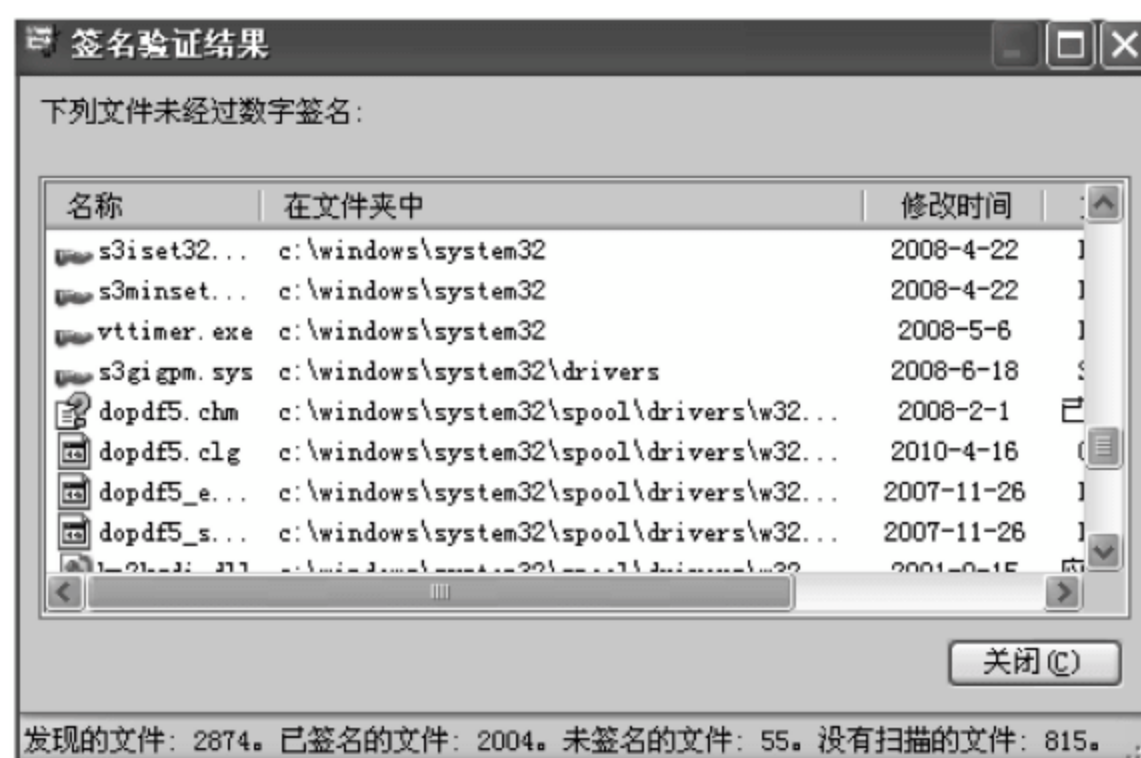 签名验证结果
下列文件未经过数字签名:
名称 在文件夹中 修改时间
s3iset32... c:\windows\system32 2008-4-22
s3minset... c:\windows\system32 2008-4-22
vttimer.exe c:\windows\system32 2008-5-6
s3gigpm.sys c:\windows\system32\drivers 2008-6-18
dopdf5.chm c:\windows\system32\spool\drivers\w32... 2008-2-1 已
dopdf5.clg c:\windows\system32\spool\drivers\w32... 2010-4-16
dopdf5_e... c:\windows\system32\spool\drivers\w32... 2007-11-26
dopdf5_s... c:\windows\system32\spool\drivers\w32... 2007-11-26
关闭(C)
发现的文件: 2874。已签名的文件: 2004。未签名的文件: 55。没有扫描的文件: 815。